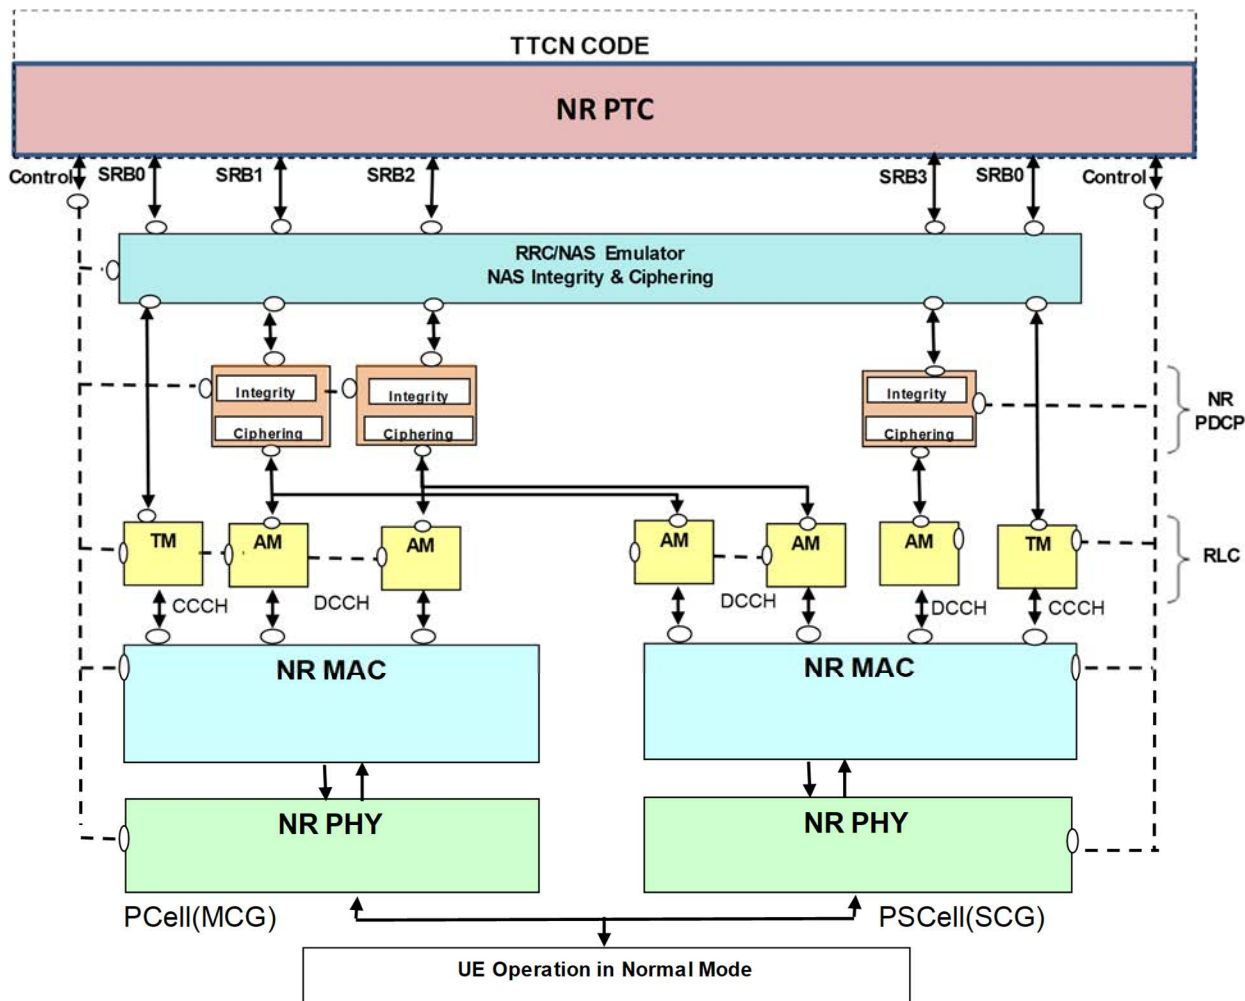 TTCN CODE
NR PTC
Control
SRB0
SRB1
SRB2
SRB3
SRB0
Control
RRC/NAS Emulator
NAS Integrity & Ciphering
Integrity
Ciphering
Integrity
Ciphering
Integrity
Ciphering
NR
PDCP
TM
AM
AM
AM
AM
AM
TM
RLC
CCCH
DCCH
DCCH
DCCH
CCCH
NR MAC
NR MAC
NR PHY
NR PHY
PCell(MCG)
PSCell(SCG)
UE Operation in Normal Mode